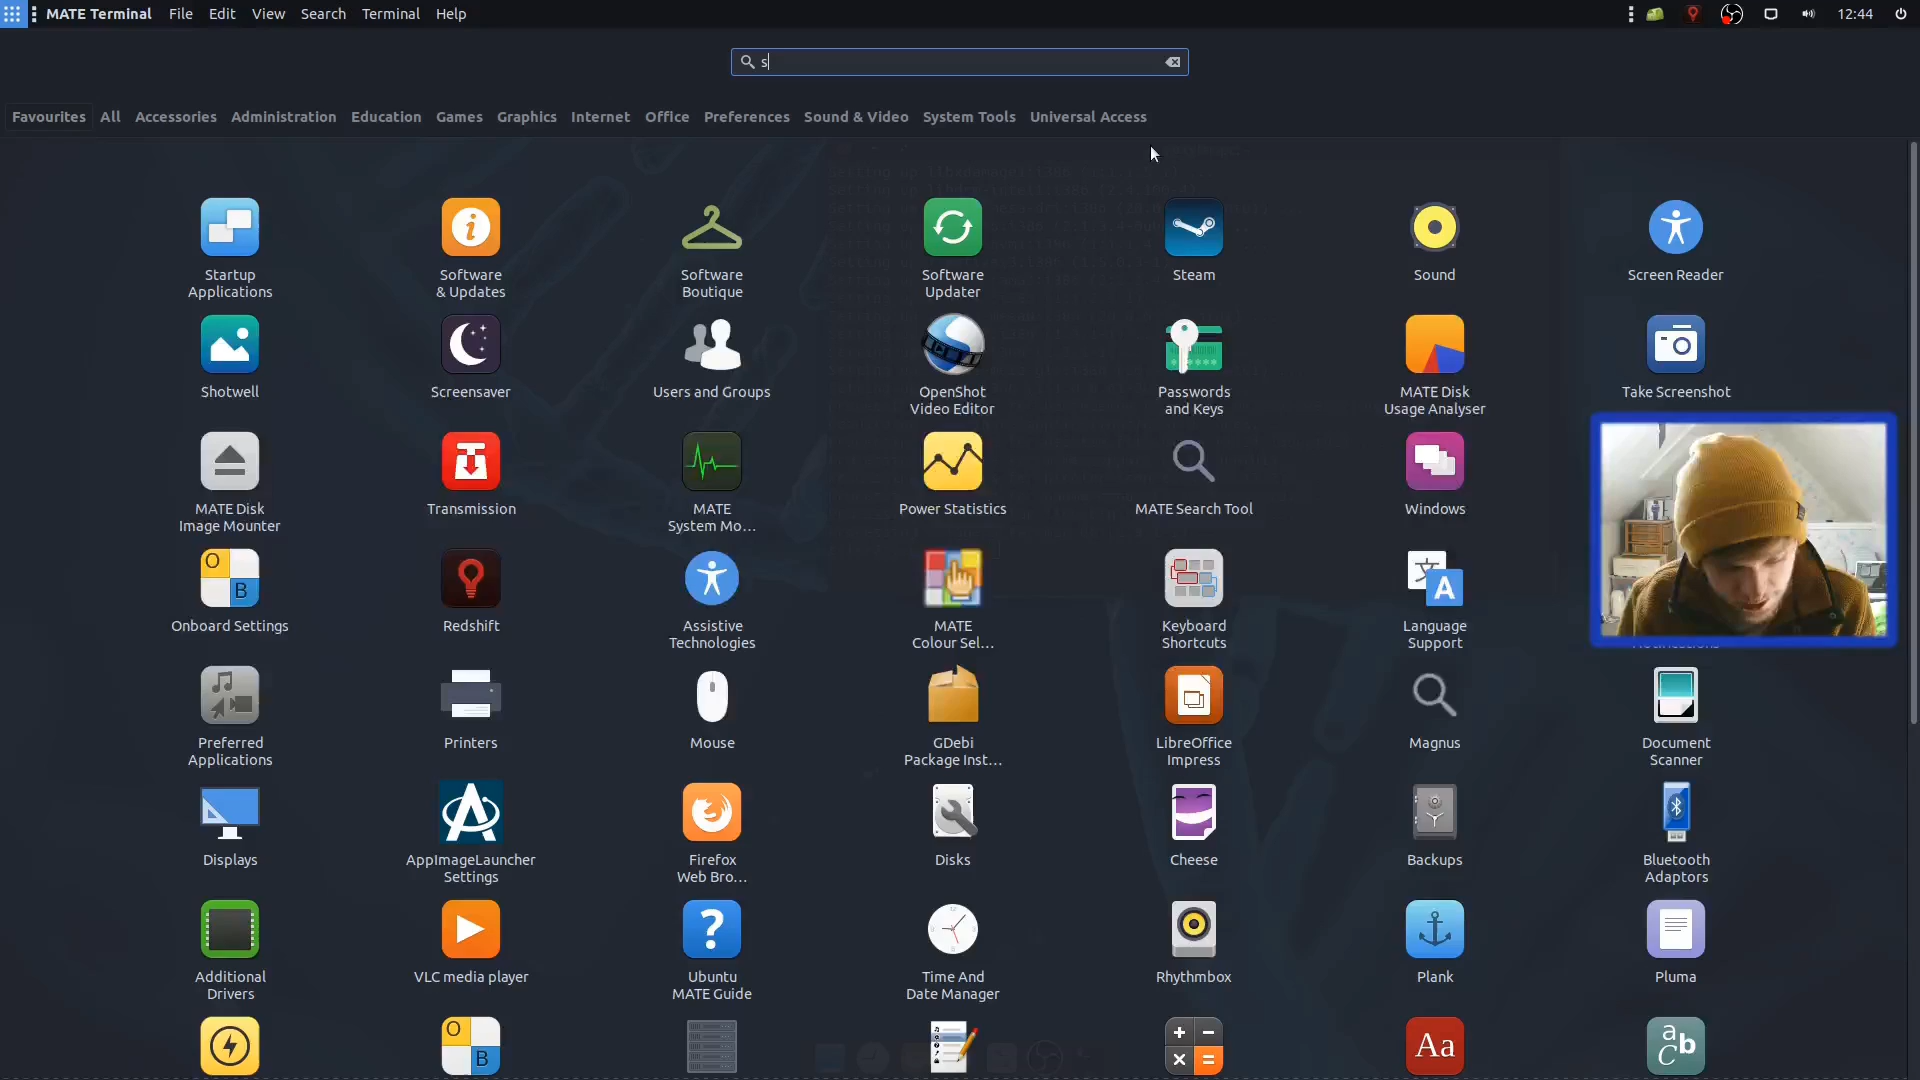 MATE Terminal File Edit View Search Terminal Help 12:44
s
Favourites All Accessories Administration Education Games Graphics Internet Office Preferences Sound & Video System Tools Universal Access
Startup
Applications
Software
& Updates
Software
Boutique
Software
Updater
Steam
Sound
Screen Reader
Shotwell
Screensaver
Users and Groups
OpenShot
Video Editor
Passwords
and Keys
MATE Disk
Usage Analyser
Take Screenshot
MATE Disk
Image Mounter
Transmission
MATE
System Mo...
Power Statistics
MATE Search Tool
Windows
Onboard Settings
Redshift
Assistive
Technologies
MATE
Colour Sel...
Keyboard
Shortcuts
Language
Support
Preferred
Applications
Printers
Mouse
GDebi
Package Inst...
LibreOffice
Impress
Magnus
Document
Scanner
Displays
AppImageLauncher
Settings
Firefox
Web Bro...
Disks
Cheese
Backups
Bluetooth
Adaptors
Additional
Drivers
VLC media player
Ubuntu
MATE Guide
Time And
Date Manager
Rhythmbox
Plank
Pluma